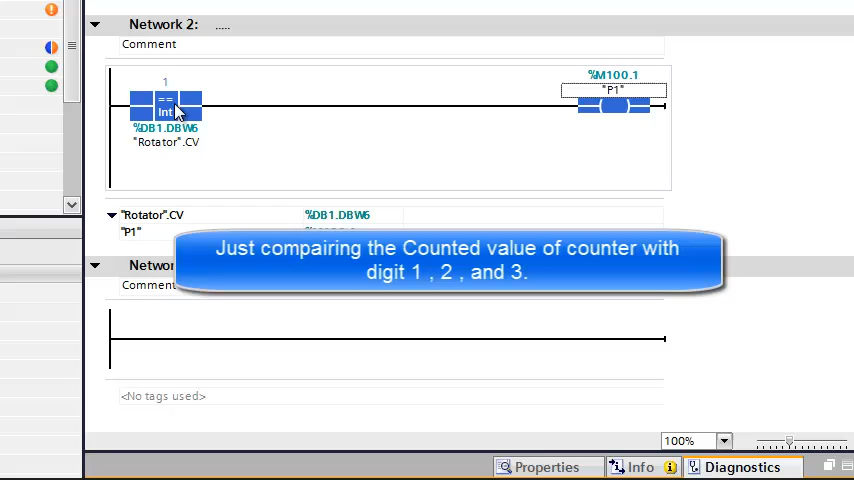 Network 2: .....
Comment
%M100.1
"P1"
1
==
Int
%DB1.DBW6
"Rotator".CV
"Rotator".CV %DB1.DBW6
"P1"
Just compairing the Counted value of counter with
digit 1 , 2 , and 3.
Comment
<No tags used>
100%
Properties Info Diagnostics